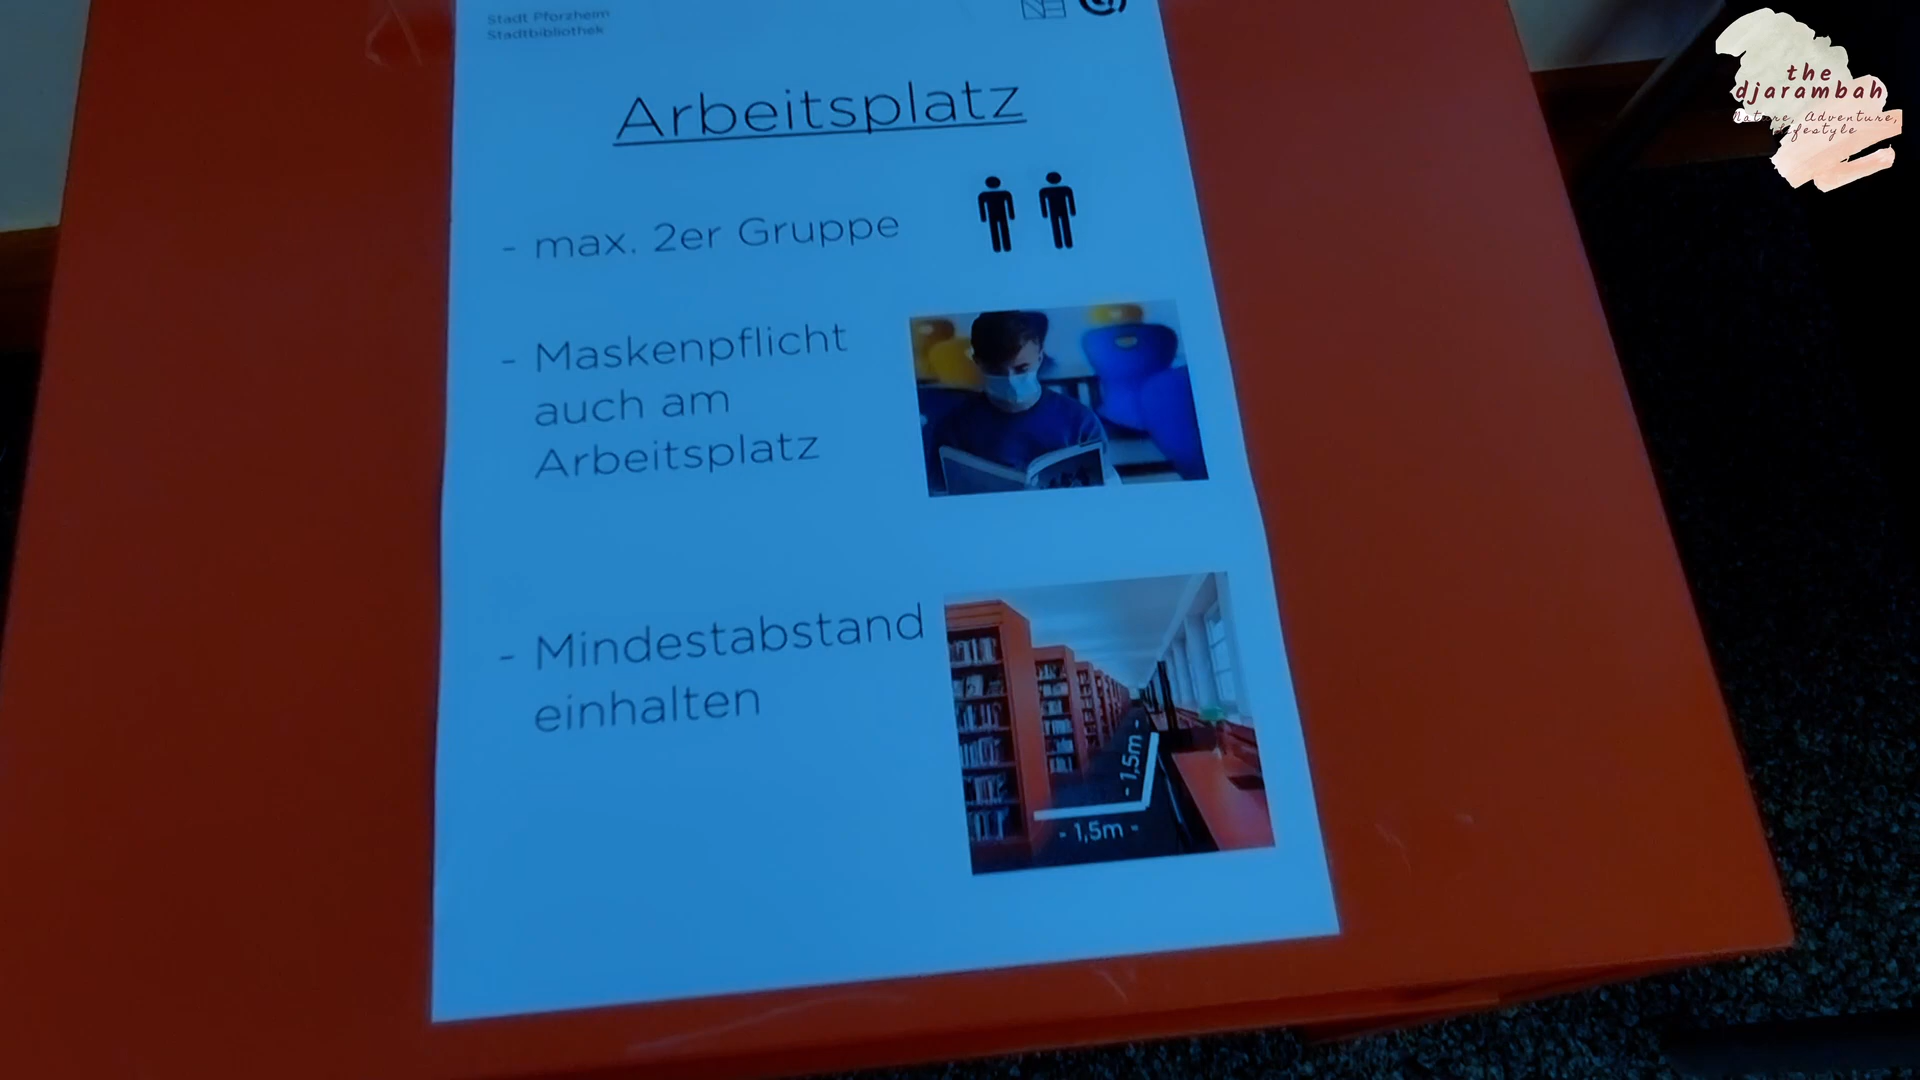 Stadt Pforzheim
Stadtbibliothek
Arbeitsplatz
- max. 2er Gruppe
- Maskenpflicht
auch am
Arbeitsplatz
- Mindestabstand
einhalten
- 1,5m -
- 1,5m -
the
djarambah
Nature, Adventure,
Lifestyle